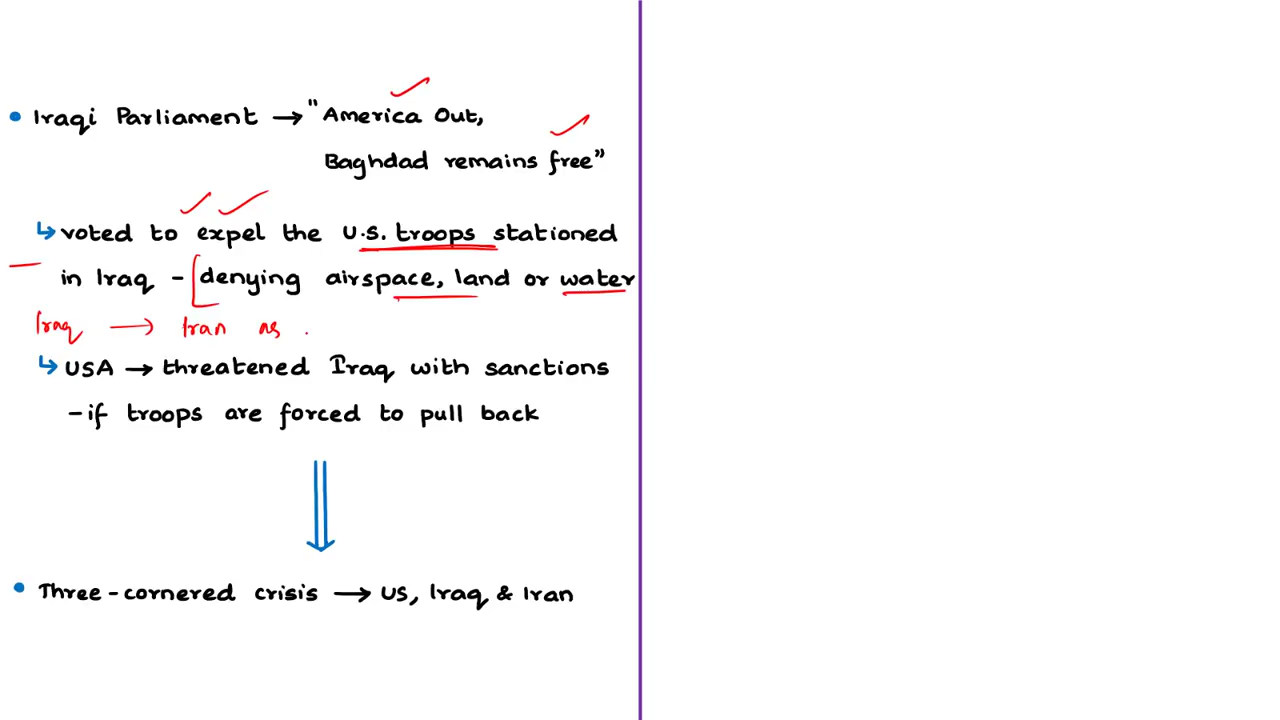 • Iraqi Parliament → "America Out,
Baghdad remains free"
↳ voted to expel the U.S. troops stationed
in Iraq - [denying airspace, land or water
Iraq → Iran as .
↳ USA → threatened Iraq with sanctions
- if troops are forced to pull back
• Three-cornered crisis → US, Iraq & Iran